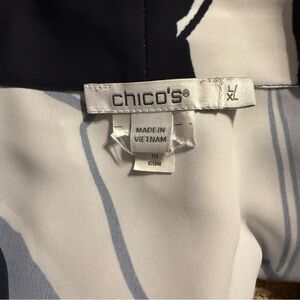 chico's®
L/
XL
MADE IN
VIETNAM